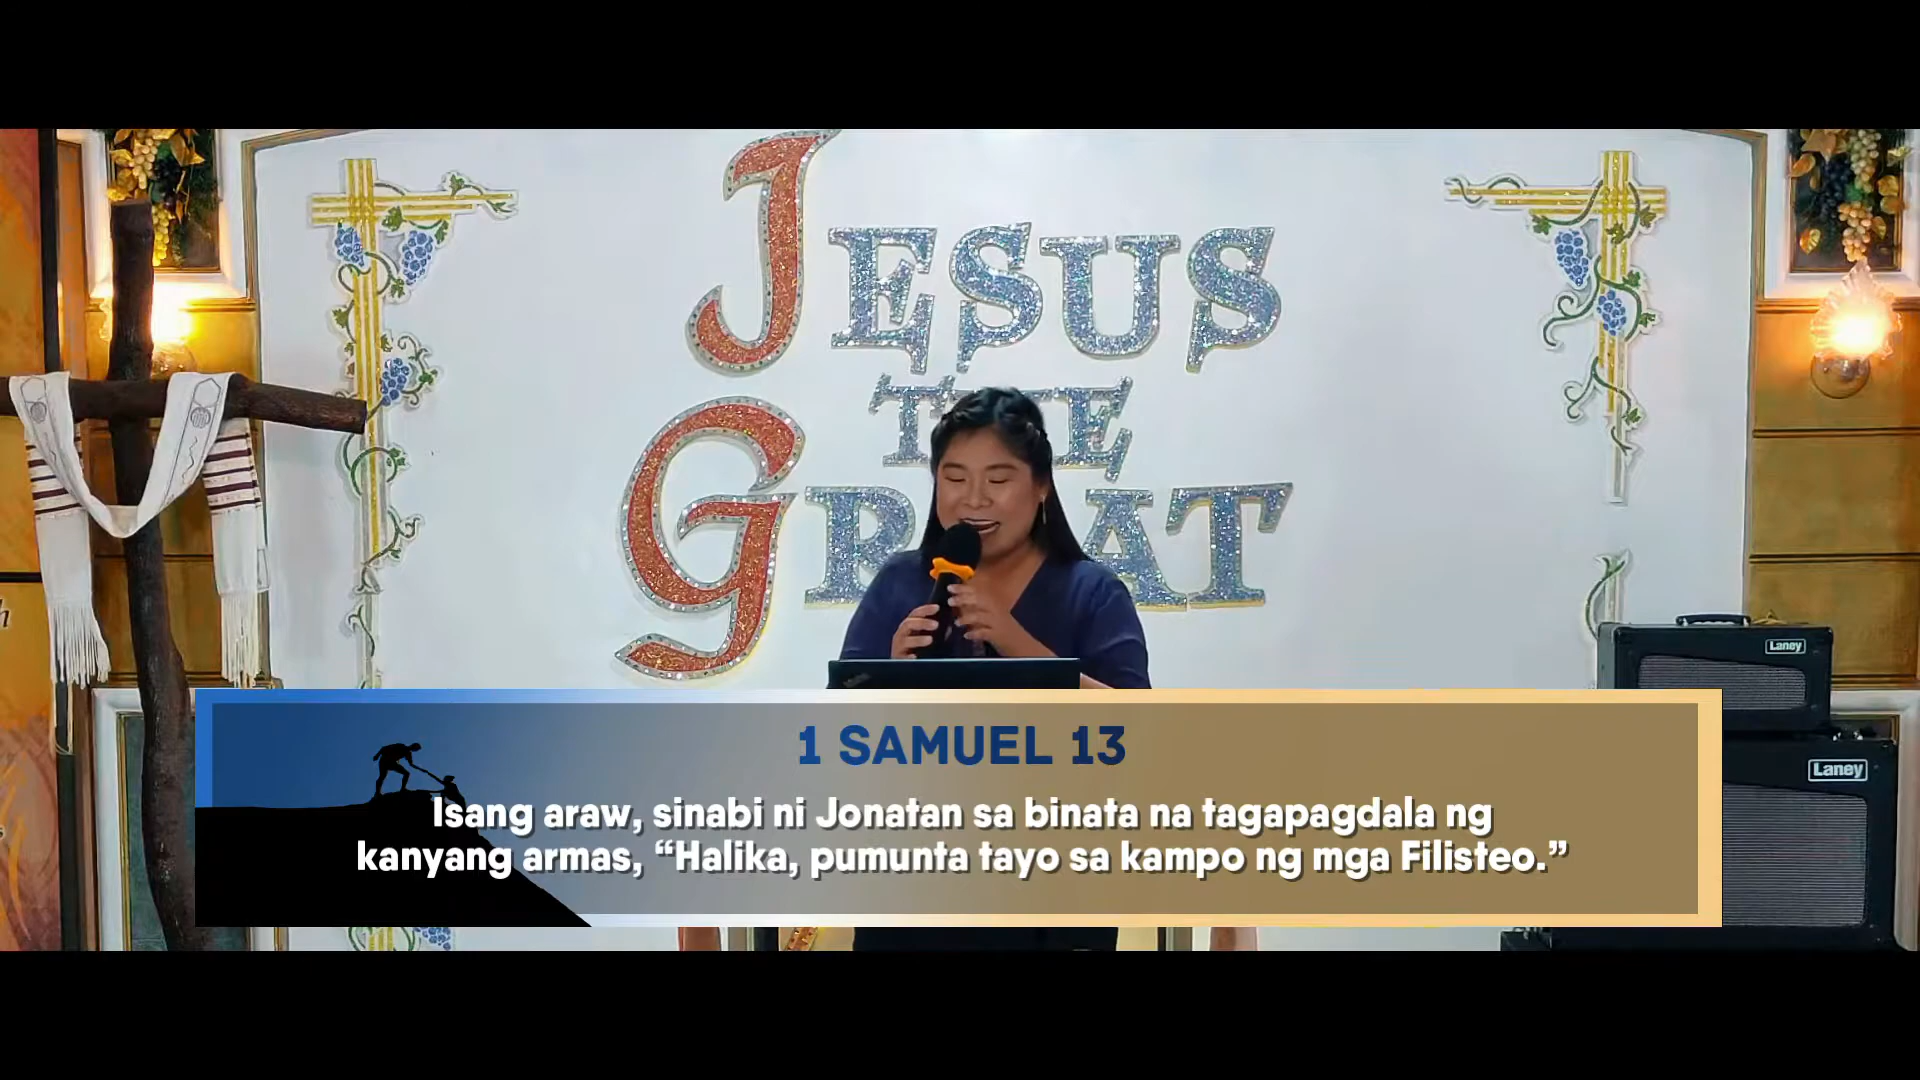 JESUS
THE
GREAT
Laney
Laney
1 SAMUEL 13
Isang araw, sinabi ni Jonatan sa binata na tagapagdala ng
kanyang armas, “Halika, pumunta tayo sa kampo ng mga Filisteo.”